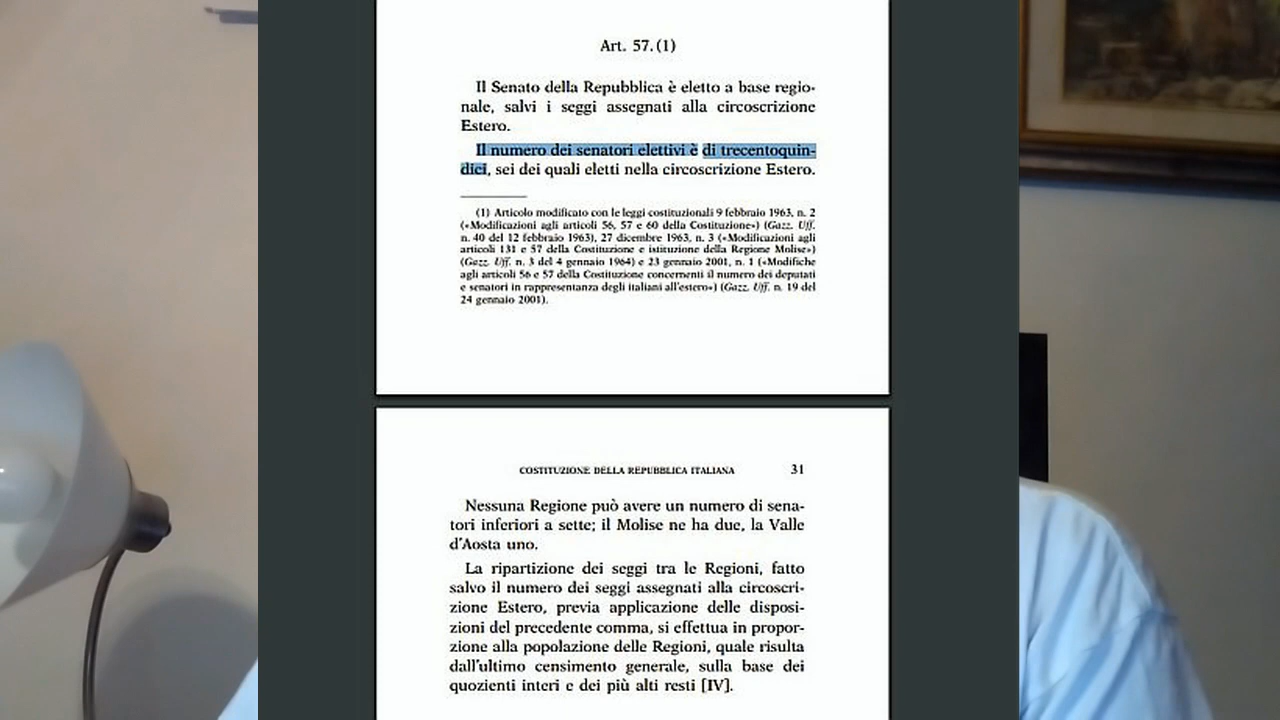 Art. 57.(1)
Il Senato della Repubblica è eletto a base regio-
nale, salvi i seggi assegnati alla circoscrizione
Estero.
Il numero dei senatori elettivi è di trecentoquin-
dici, sei dei quali eletti nella circoscrizione Estero.
(1) Articolo modificato con le leggi costituzionali 9 febbraio 1963, n. 2
(«Modificazioni agli articoli 56, 57 e 60 della Costituzione») (Gazz. Uff.
n. 40 del 12 febbraio 1963), 27 dicembre 1963, n. 3 («Modificazioni agli
articoli 131 e 57 della Costituzione e istituzione della Regione Molise»)
(Gazz. Uff. n. 3 del 4 gennaio 1964) e 23 gennaio 2001, n. 1 («Modifiche
agli articoli 56 e 57 della Costituzione concernenti il numero dei deputati
e senatori in rappresentanza degli italiani all'estero») (Gazz. Uff. n. 19 del
24 gennaio 2001).
COSTITUZIONE DELLA REPUBBLICA ITALIANA 31
Nessuna Regione può avere un numero di sena-
tori inferiori a sette; il Molise ne ha due, la Valle
d'Aosta uno.
La ripartizione dei seggi tra le Regioni, fatto
salvo il numero dei seggi assegnati alla circoscri-
zione Estero, previa applicazione delle disposi-
zioni del precedente comma, si effettua in propor-
zione alla popolazione delle Regioni, quale risulta
dall'ultimo censimento generale, sulla base dei
quozienti interi e dei più alti resti [IV].